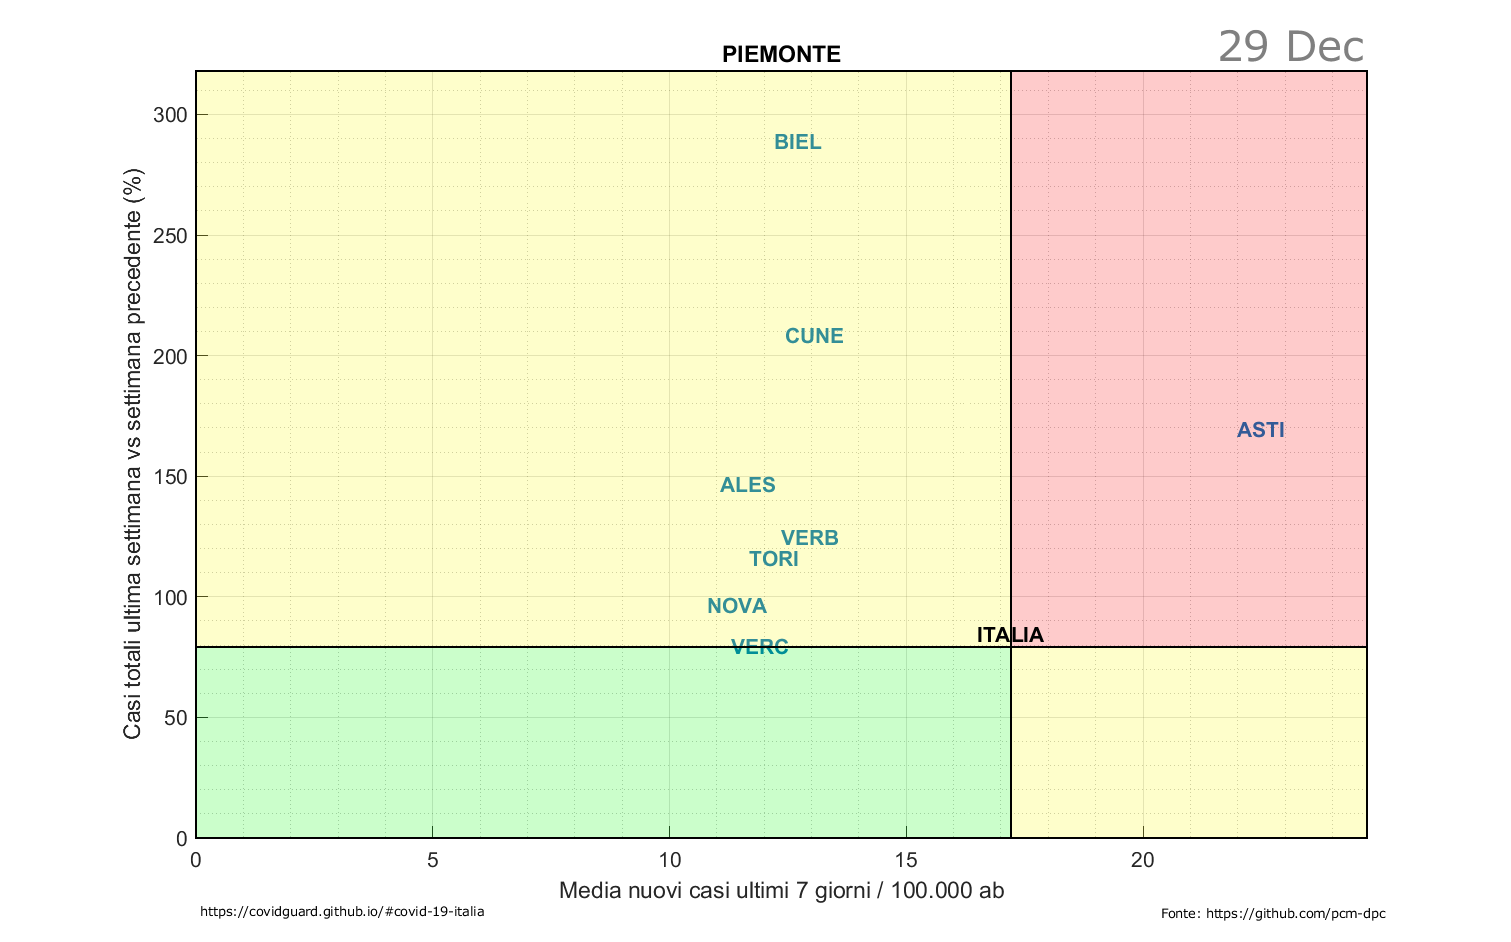 PIEMONTE
29 Dec
Casi totali ultima settimana vs settimana precedente (%)
300
250
200
150
100
50
0
BIEL
CUNE
ASTI
ALES
VERB
TORI
NOVA
ITALIA
VERC
0 5 10 15 20
Media nuovi casi ultimi 7 giorni / 100.000 ab
https://covidguard.github.io/#covid-19-italia
Fonte: https://github.com/pcm-dpc